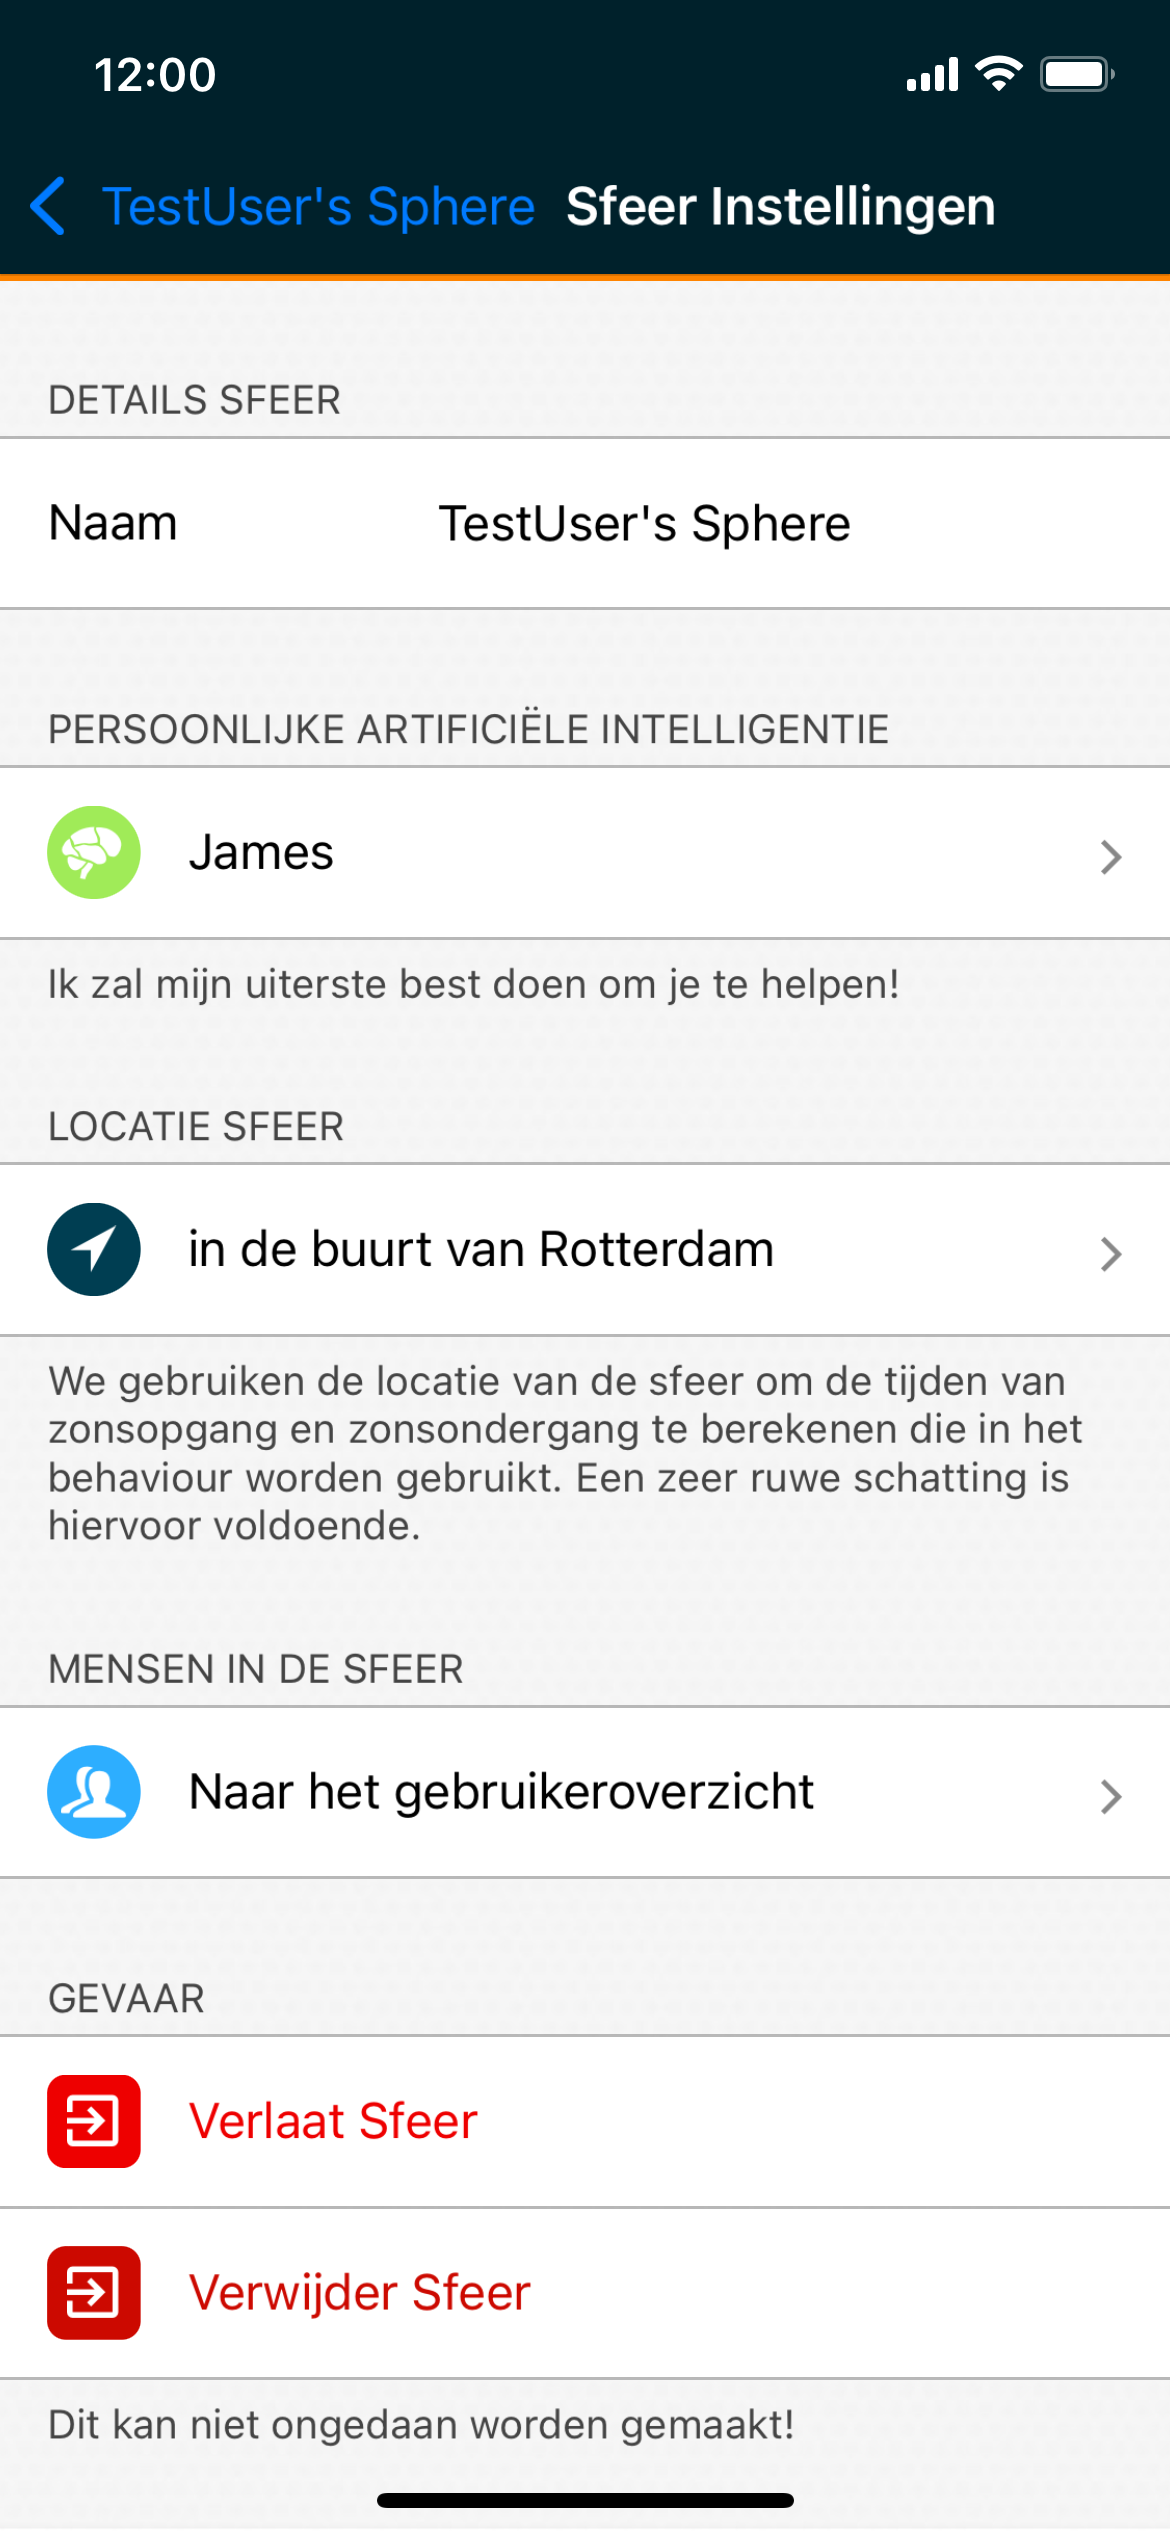 12:00
TestUser's Sphere Sfeer Instellingen
DETAILS SFEER
Naam TestUser's Sphere
PERSOONLIJKE ARTIFICIËLE INTELLIGENTIE
James
Ik zal mijn uiterste best doen om je te helpen!
LOCATIE SFEER
in de buurt van Rotterdam
We gebruiken de locatie van de sfeer om de tijden van
zonsopgang en zonsondergang te berekenen die in het
behaviour worden gebruikt. Een zeer ruwe schatting is
hiervoor voldoende.
MENSEN IN DE SFEER
Naar het gebruikeroverzicht
GEVAAR
Verlaat Sfeer
Verwijder Sfeer
Dit kan niet ongedaan worden gemaakt!